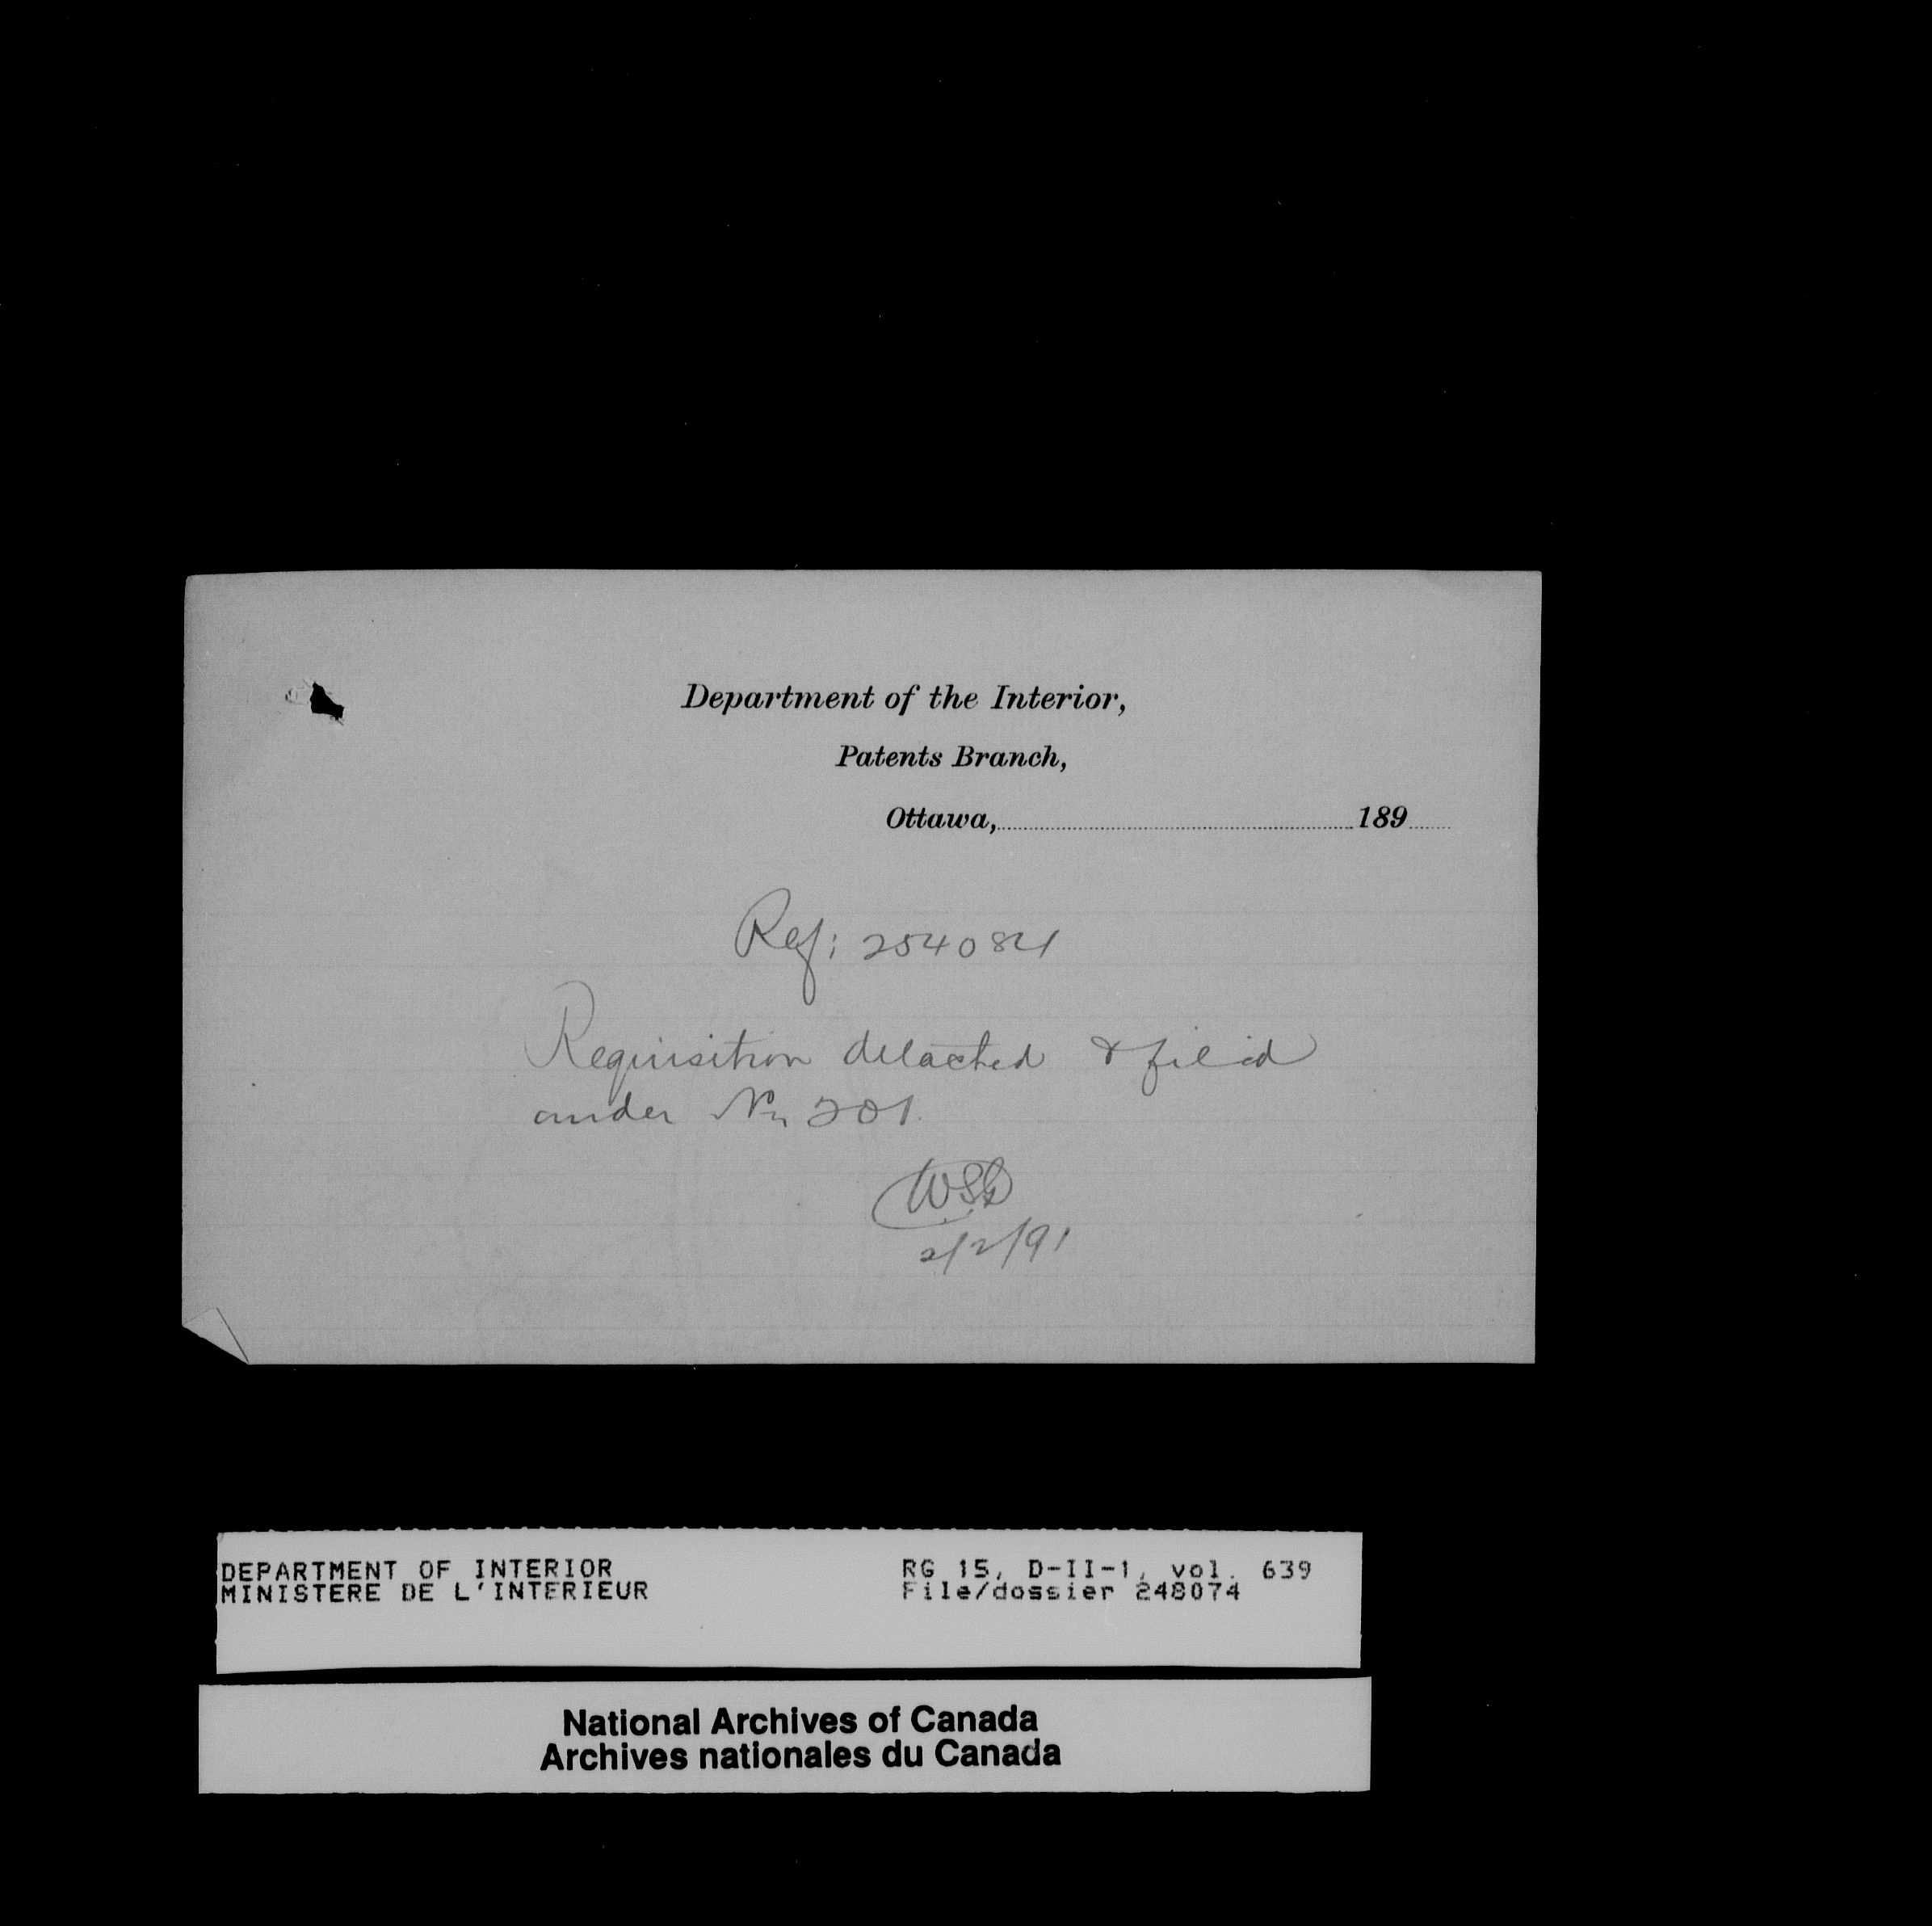 Department of the Interior,
Patents Branch,
Ottawa, 189
Ref: 254084
Requisition detached & filed
under No 201.
WSG
2/2/91
DEPARTMENT OF INTERIOR RG 15, D-II-1, vol. 639
MINISTERE DE L'INTERIEUR File/dossier 248074
National Archives of Canada
Archives nationales du Canada